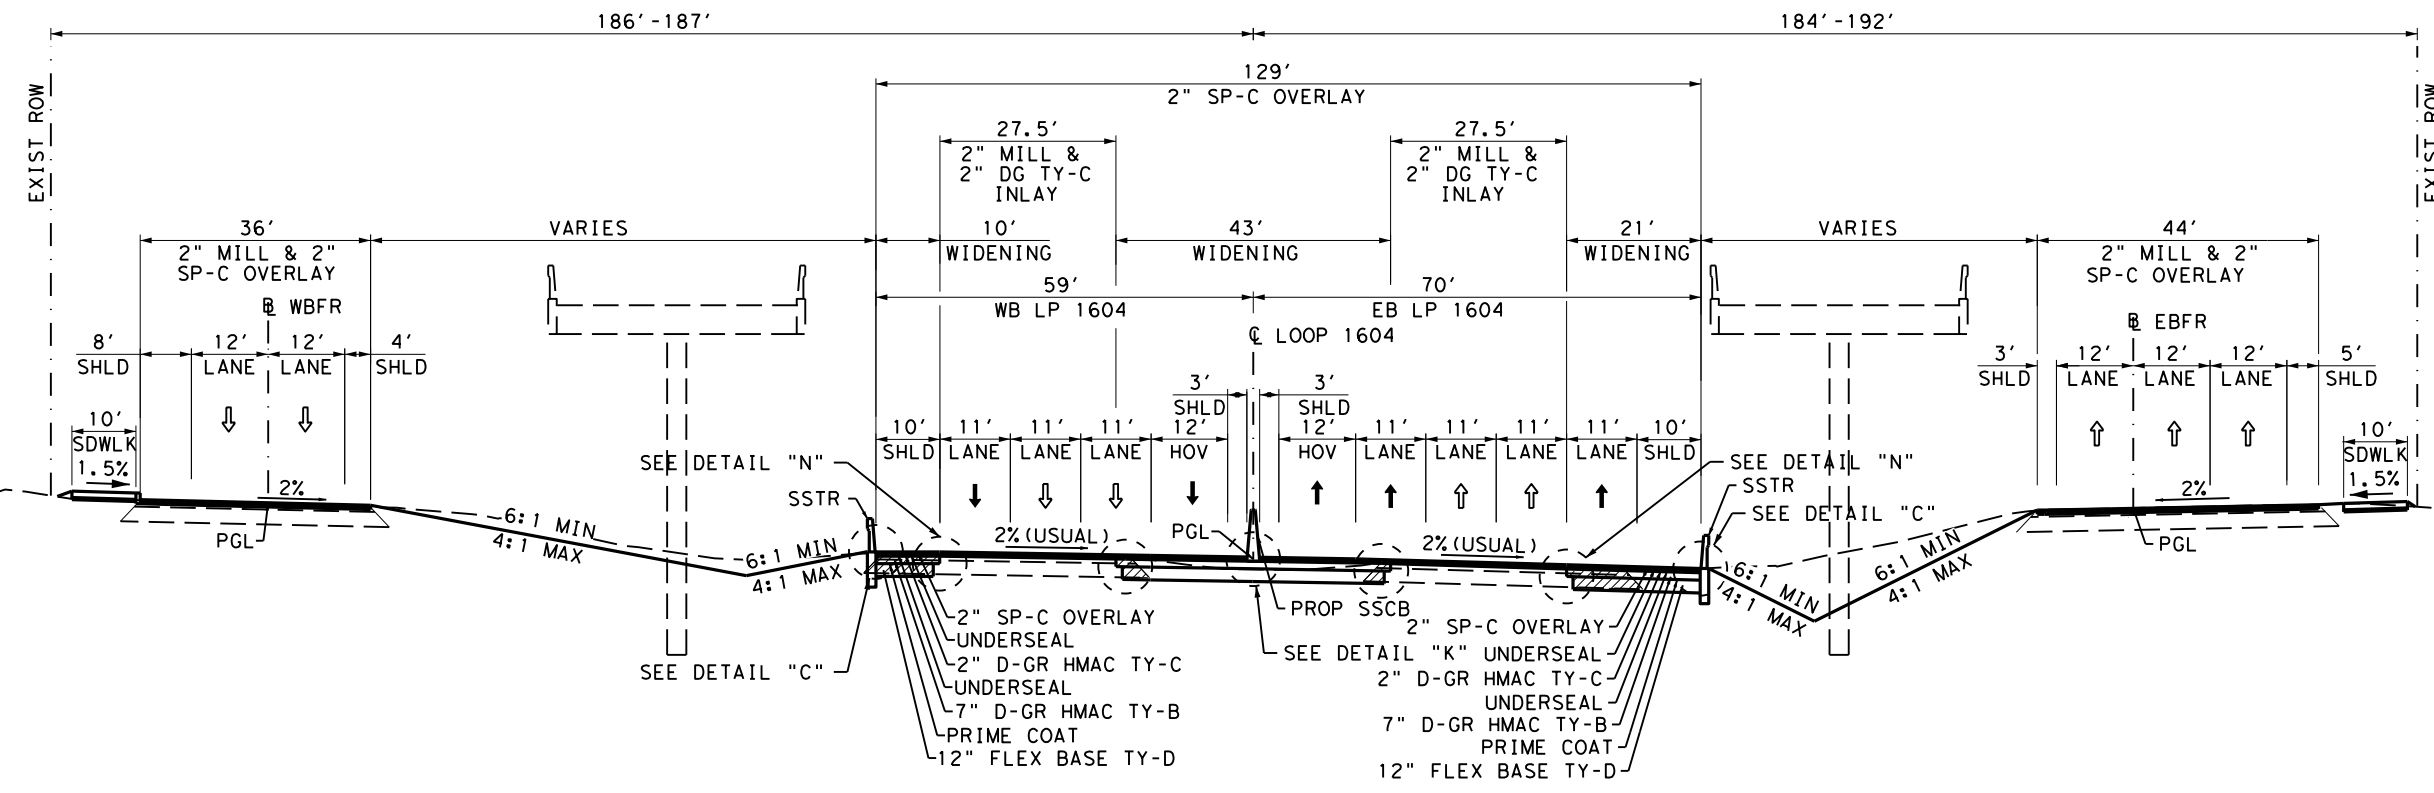 186'-187'
184'-192'
EXIST ROW
EXIST ROW
129'
2" SP-C OVERLAY
27.5'
2" MILL &
2" DG TY-C
INLAY
27.5'
2" MILL &
2" DG TY-C
INLAY
36'
2" MILL & 2"
SP-C OVERLAY
VARIES
10'
WIDENING
43'
WIDENING
21'
WIDENING
VARIES
44'
2" MILL & 2"
SP-C OVERLAY
59'
WB LP 1604
70'
EB LP 1604
℄ LOOP 1604
B WBFR
B EBFR
8'
SHLD
12'
LANE
12'
LANE
4'
SHLD
3'
SHLD
12'
LANE
12'
LANE
12'
LANE
5'
SHLD
3'
SHLD
3'
SHLD
10'
SDWLK
1.5%
10'
SHLD
11'
LANE
11'
LANE
11'
LANE
12'
HOV
12'
HOV
11'
LANE
11'
LANE
11'
LANE
11'
LANE
10'
SHLD
10'
SDWLK
1.5%
2%
PGL
SEE DETAIL "N"
SSTR
6:1 MIN
4:1 MAX
6:1 MIN
4:1 MAX
2%(USUAL)
PGL
2%(USUAL)
SEE DETAIL "N"
SSTR
SEE DETAIL "C"
6:1 MIN
4:1 MAX
6:1 MIN
4:1 MAX
2%
PGL
SEE DETAIL "C"
2" SP-C OVERLAY
UNDERSEAL
2" D-GR HMAC TY-C
UNDERSEAL
7" D-GR HMAC TY-B
PRIME COAT
12" FLEX BASE TY-D
PROP SSCB
SEE DETAIL "K"
2" SP-C OVERLAY
UNDERSEAL
2" D-GR HMAC TY-C
UNDERSEAL
7" D-GR HMAC TY-B
PRIME COAT
12" FLEX BASE TY-D